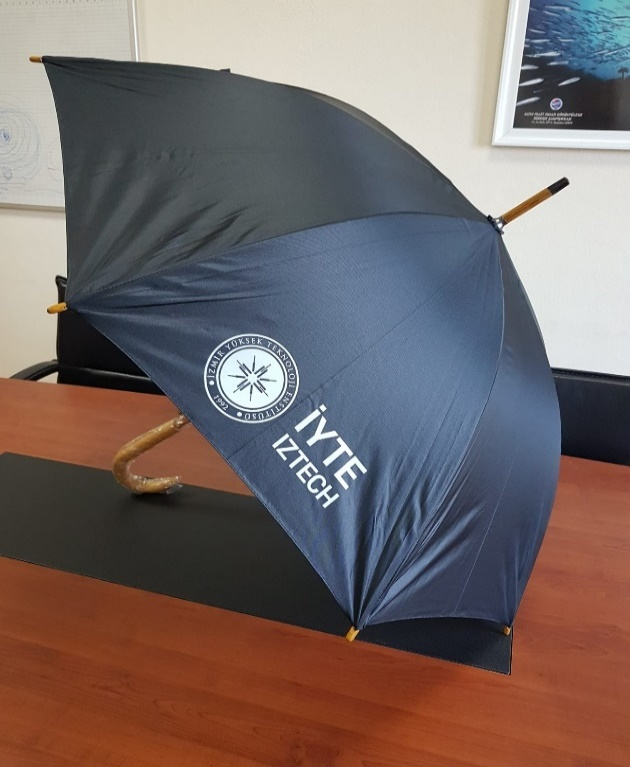 İZMİR YÜKSEK TEKNOLOJİ ENSTİTÜSÜ
1992
İYTE
IZTECH